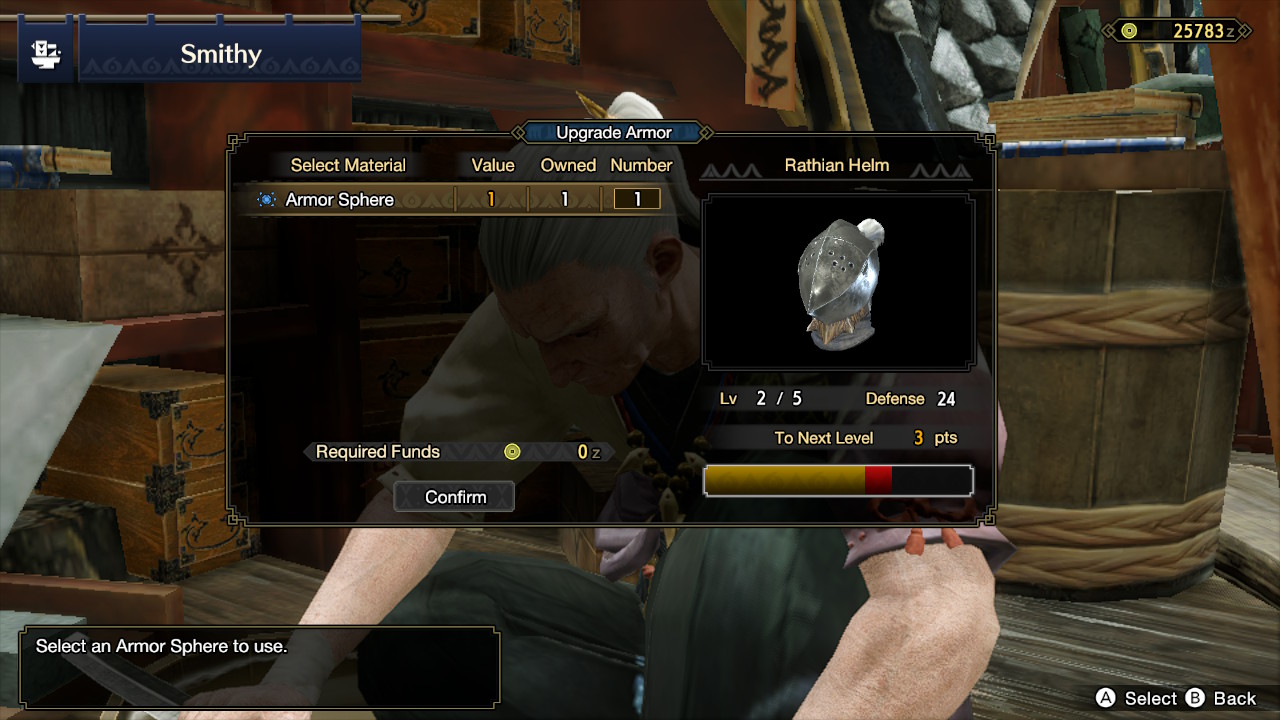 Smithy
25783z
Upgrade Armor
Select Material Value Owned Number
Armor Sphere 1 1 1
Rathian Helm
Lv 2 / 5 Defense 24
To Next Level 3 pts
Required Funds 0z
Confirm
Select an Armor Sphere to use.
A Select B Back